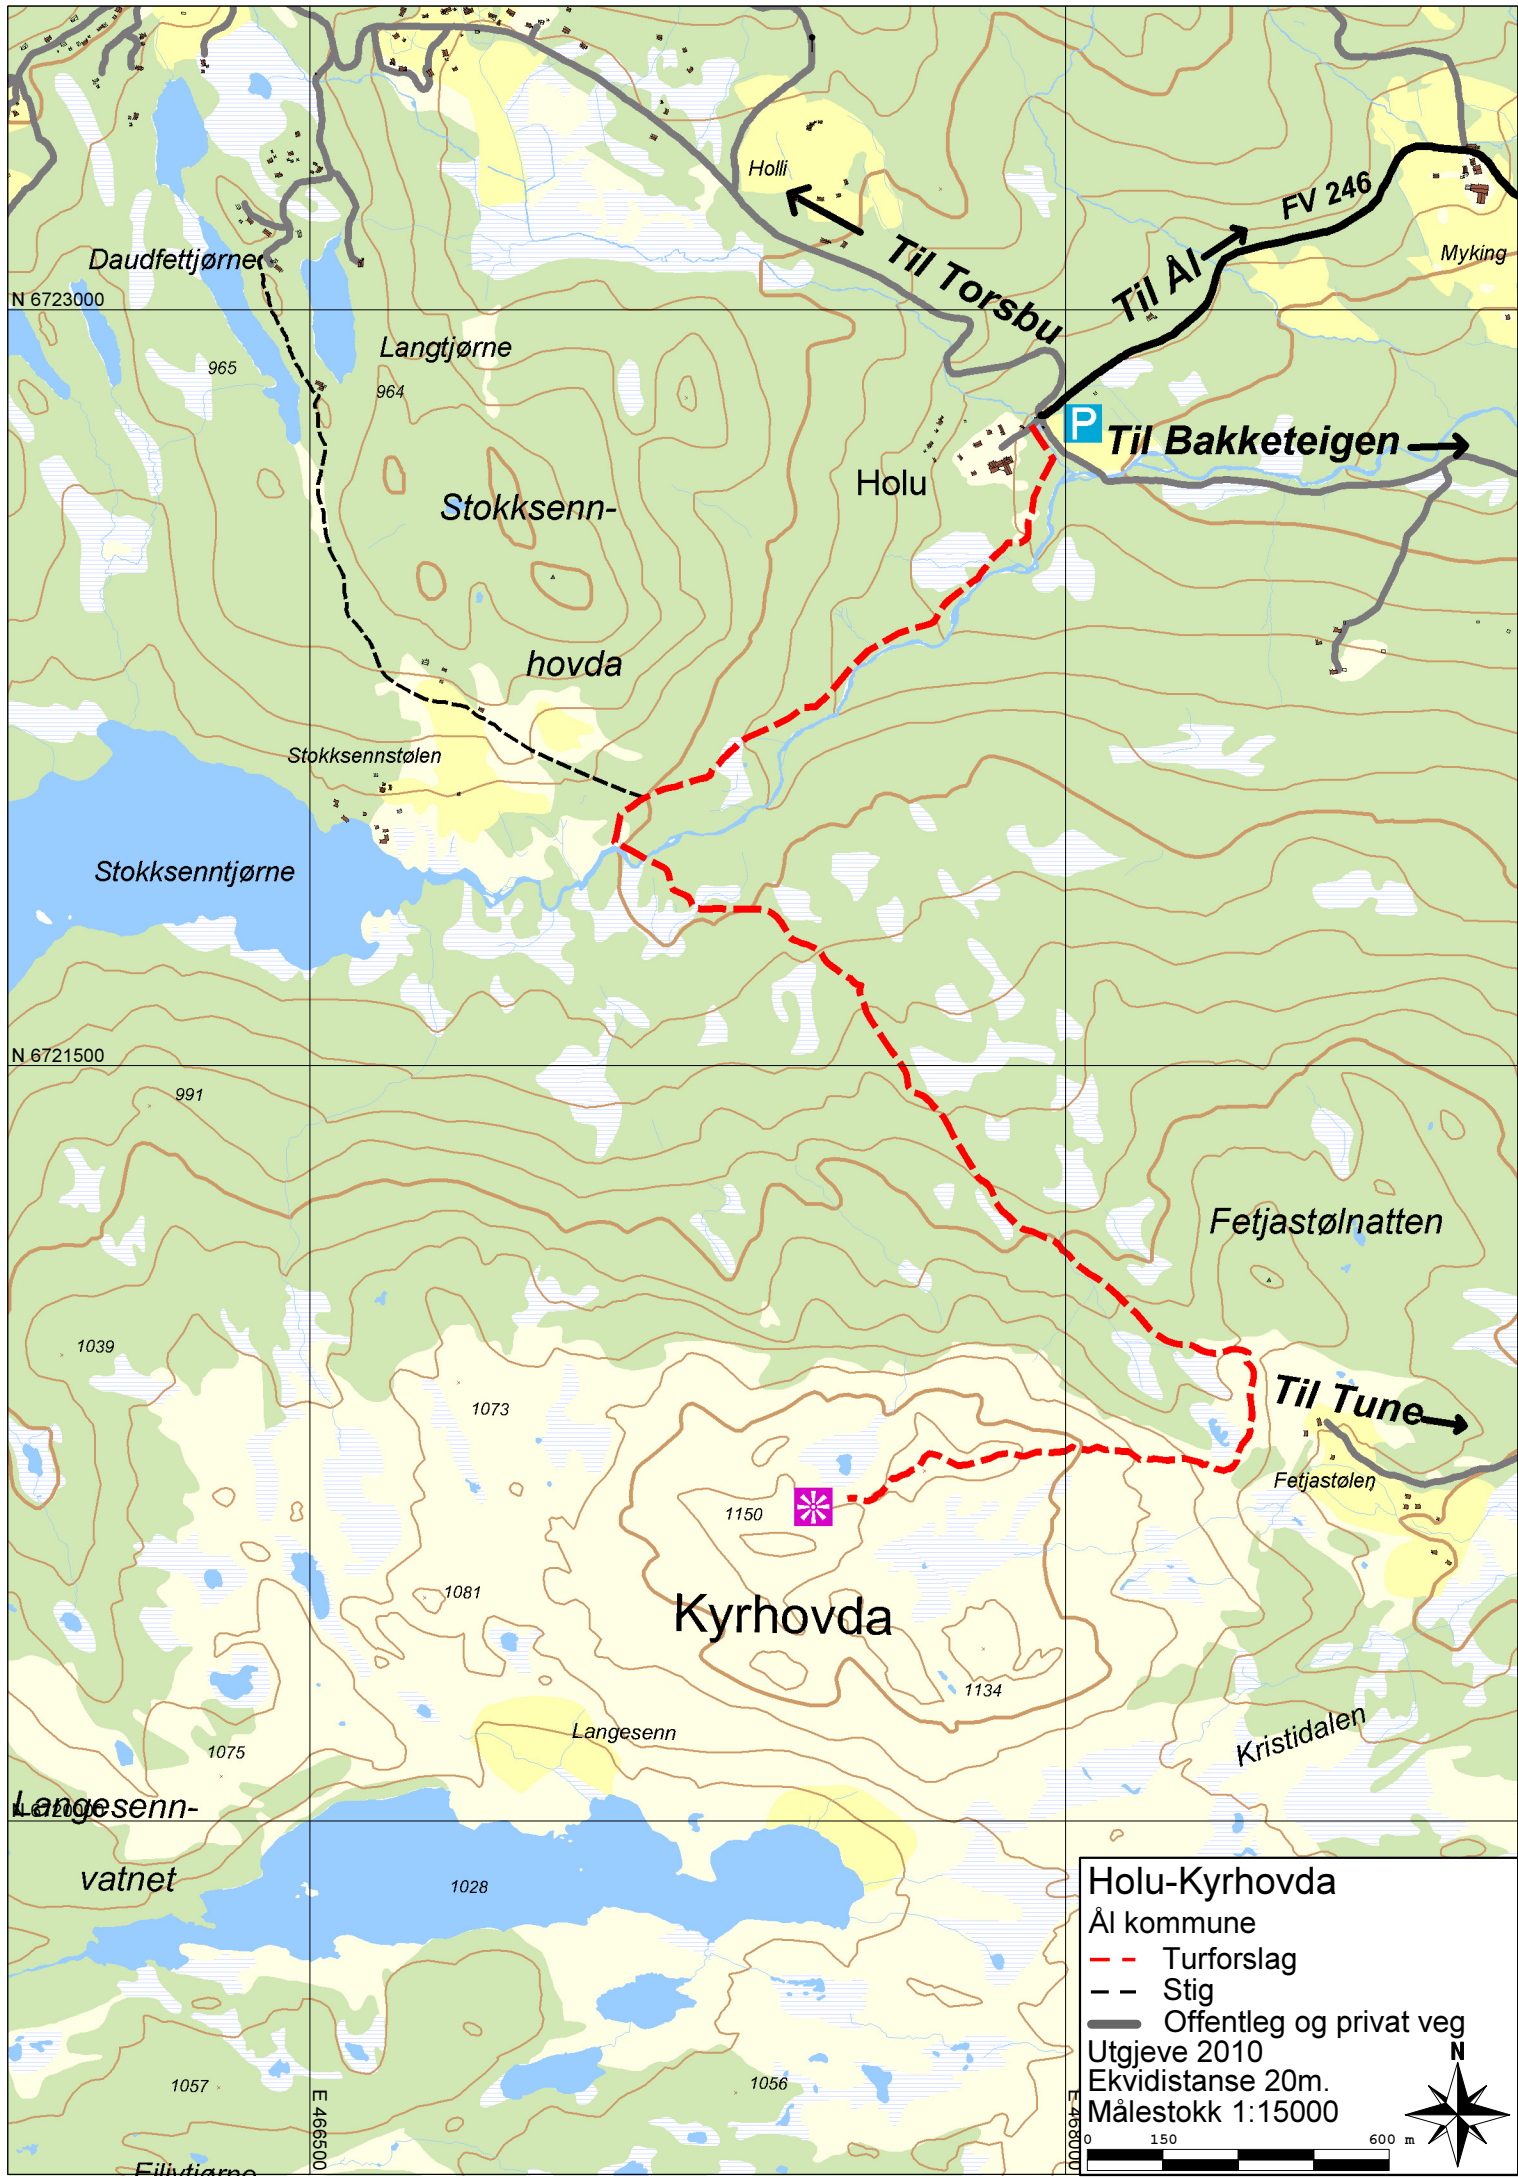 Holli
FV 246
Til Torsbu
Til Ål
Myking
Daudfettjørne
N 6723000
Langtjørne
965
964
P
Til Bakketeigen
Holu
Stokksenn-
hovda
Stokksennstølen
Stokksenntjørne
N 6721500
991
Fetjastølnatten
1039
1073
Til Tune
Fetjastølen
1150
1081
Kyrhovda
1134
Langesenn
Kristidalen
1075
Langesenn-
N 6720000
vatnet
1028
1057
1056
E 466500
E 468000
Eilivtjørne
Holu-Kyrhovda
Ål kommune
Turforslag
Stig
Offentleg og privat veg
Utgjeve 2010
Ekvidistanse 20m.
Målestokk 1:15000
N
0 150 600 m